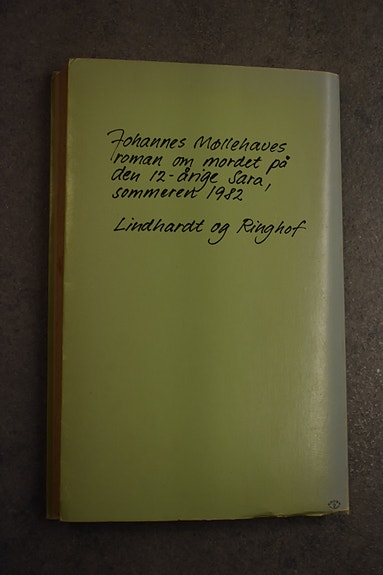 Johannes Møllehaves
roman om mordet på
den 12-årige Sara,
sommeren 1982
Lindhardt og Ringhof